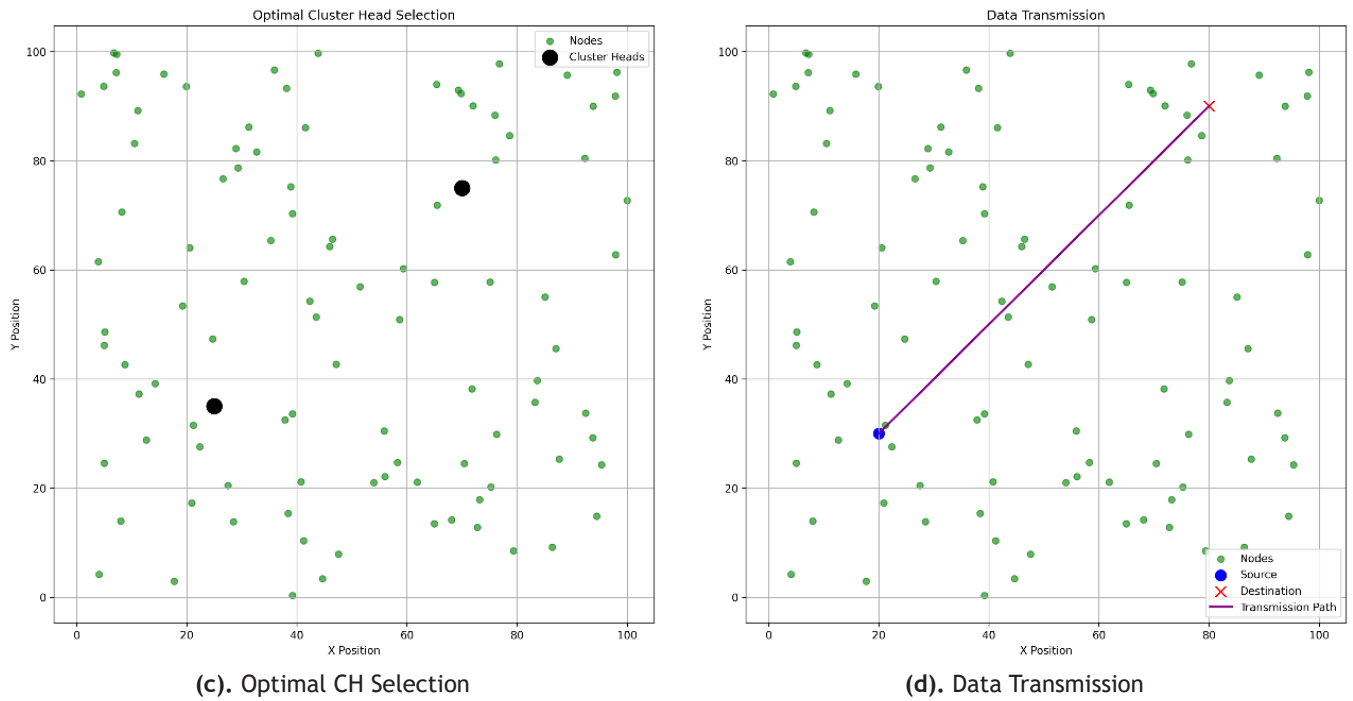 Optimal Cluster Head Selection
Nodes
Cluster Heads
100
80
60
40
20
0
Y Position
0 20 40 60 80 100
X Position
(c). Optimal CH Selection
Data Transmission
100
80
60
40
20
0
Y Position
Nodes
Source
Destination
Transmission Path
0 20 40 60 80 100
X Position
(d). Data Transmission